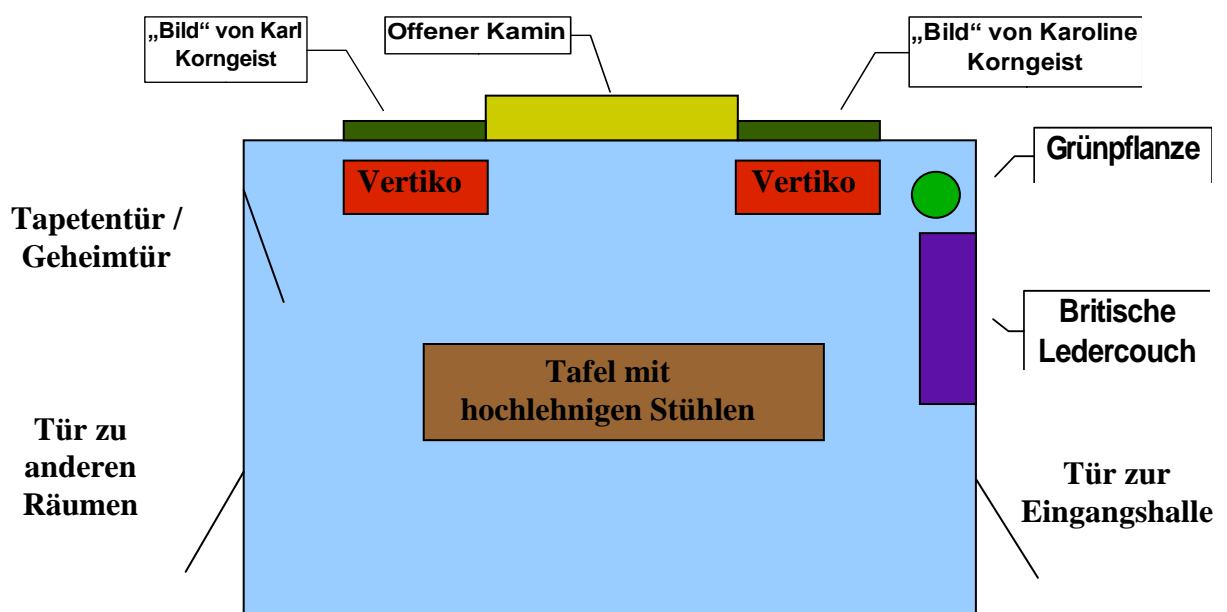 „Bild“ von Karl
Korngeist
Offener Kamin
„Bild“ von Karoline
Korngeist
Grünpflanze
Vertiko
Vertiko
Tapetentür /
Geheimtür
Britische
Ledercouch
Tafel mit
hochlehnigen Stühlen
Tür zu
anderen
Räumen
Tür zur
Eingangshalle